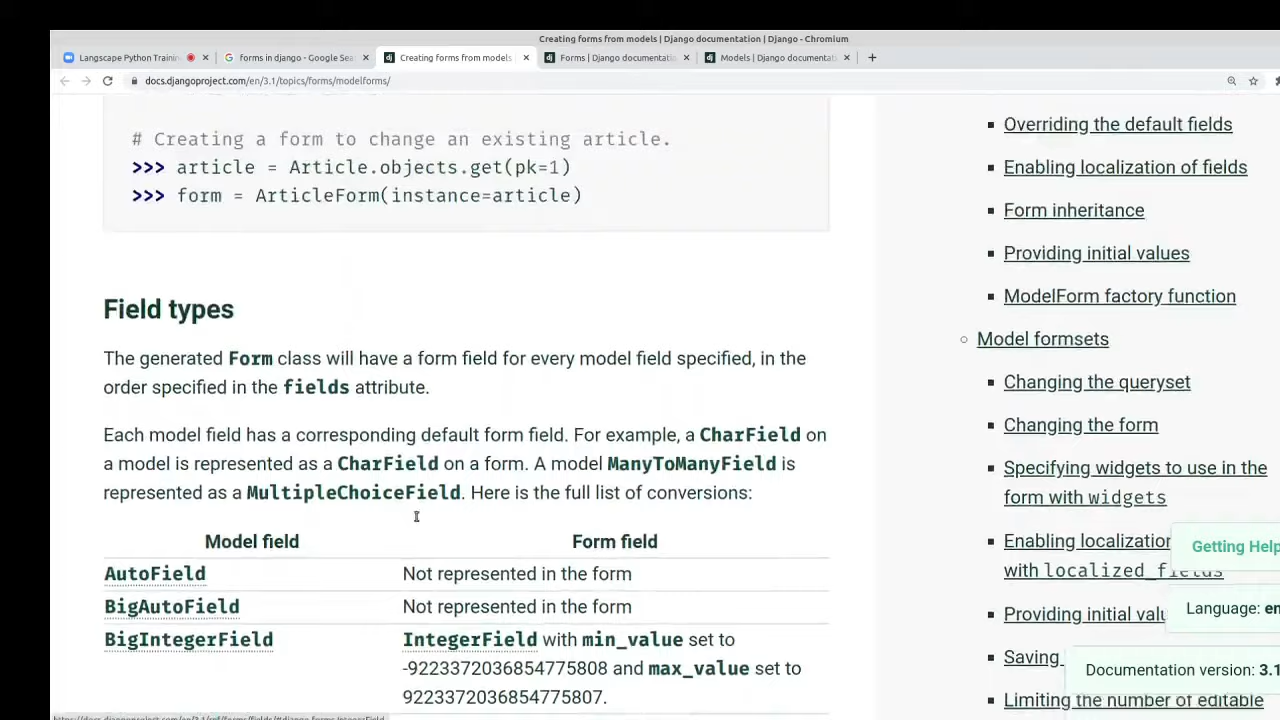 Creating forms from models | Django documentation | Django - Chromium
Langscape Python Trainin
forms in django - Google Sea
Creating forms from models
Forms | Django documentatio
Models | Django documentati
docs.djangoproject.com/en/3.1/topics/forms/modelforms/
# Creating a form to change an existing article.
>>> article = Article.objects.get(pk=1)
>>> form = ArticleForm(instance=article)
Field types
The generated Form class will have a form field for every model field specified, in the
order specified in the fields attribute.
Each model field has a corresponding default form field. For example, a CharField on
a model is represented as a CharField on a form. A model ManyToManyField is
represented as a MultipleChoiceField. Here is the full list of conversions:
Model field Form field
AutoField Not represented in the form
BigAutoField Not represented in the form
BigIntegerField IntegerField with min_value set to
-9223372036854775808 and max_value set to
9223372036854775807.
Overriding the default fields
Enabling localization of fields
Form inheritance
Providing initial values
ModelForm factory function
Model formsets
Changing the queryset
Changing the form
Specifying widgets to use in the
form with widgets
Enabling localization
with localized_fields
Providing initial valu
Saving
Limiting the number of editable
Getting Help
Language: en
Documentation version: 3.1